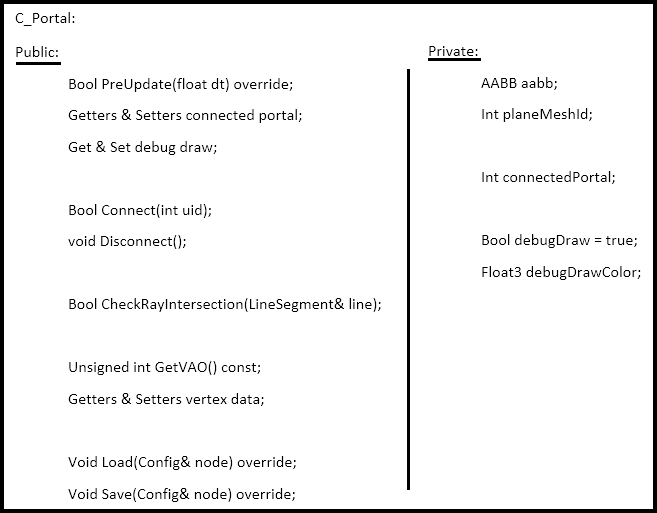 C_Portal:
Public:
Bool PreUpdate(float dt) override;
Getters & Setters connected portal;
Get & Set debug draw;
Bool Connect(int uid);
void Disconnect();
Bool CheckRayIntersection(LineSegment& line);
Unsigned int GetVAO() const;
Getters & Setters vertex data;
Void Load(Config& node) override;
Void Save(Config& node) override;
Private:
AABB aabb;
Int planeMeshId;
Int connectedPortal;
Bool debugDraw = true;
Float3 debugDrawColor;